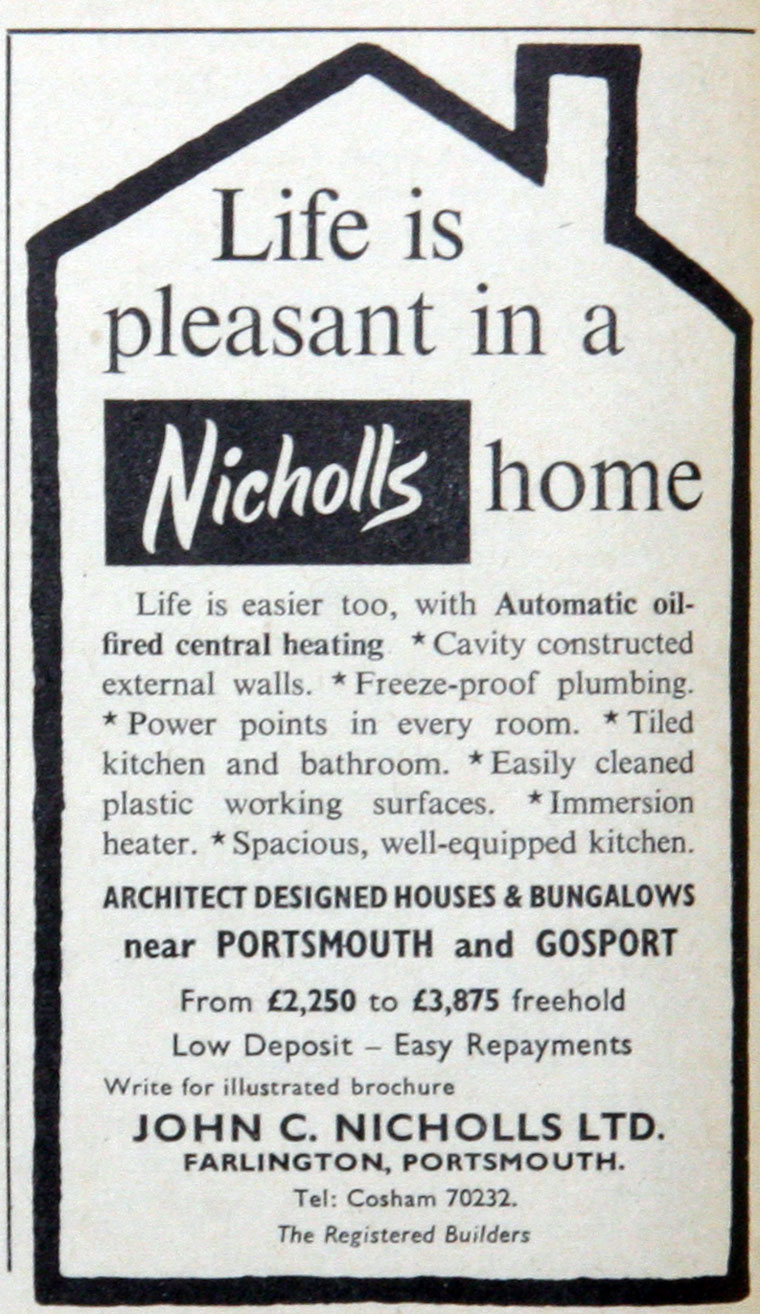 Life is
pleasant in a
Nicholls home
Life is easier too, with Automatic oil-
fired central heating ★ Cavity constructed
external walls. ★ Freeze-proof plumbing.
★ Power points in every room. ★ Tiled
kitchen and bathroom. ★ Easily cleaned
plastic working surfaces. ★ Immersion
heater. ★ Spacious, well-equipped kitchen.
ARCHITECT DESIGNED HOUSES & BUNGALOWS
near PORTSMOUTH and GOSPORT
From £2,250 to £3,875 freehold
Low Deposit – Easy Repayments
Write for illustrated brochure
JOHN C. NICHOLLS LTD.
FARLINGTON, PORTSMOUTH.
Tel: Cosham 70232.
The Registered Builders